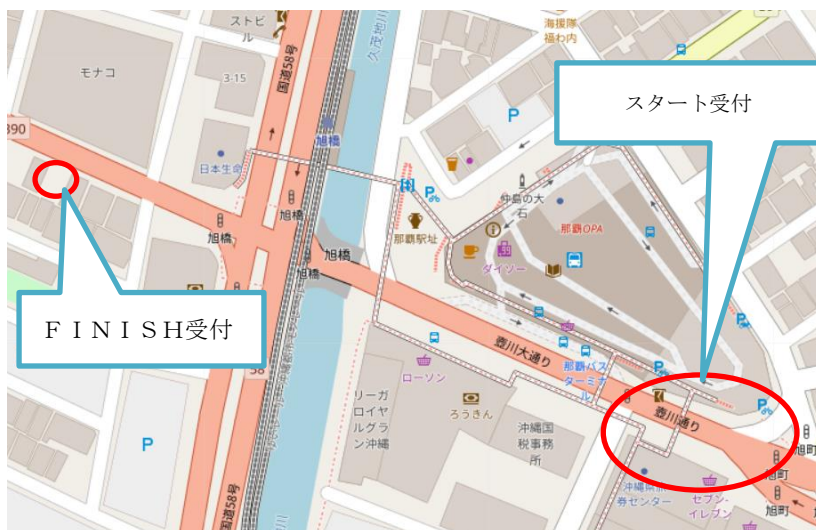 ストビ
ル
海援隊
福わ内
久茂地川
国道58号
モナコ
3-15
スタート受付
P
390
旭橋
日本生命
P
仲島の大
石
那覇OPA
旭橋
旭橋
那覇駅址
ダイソー
旭橋
旭橋
P
FINISH受付
壺川大通り
那覇バス
ターミナ
ル
P
58
ローソン
リーガ
ロイヤ
ルグラ
ン沖縄
ろうきん
沖縄国
税事務
所
壺川通り
P
旭町
P
旭町
セブン-
イレブン
旭町
国道58号